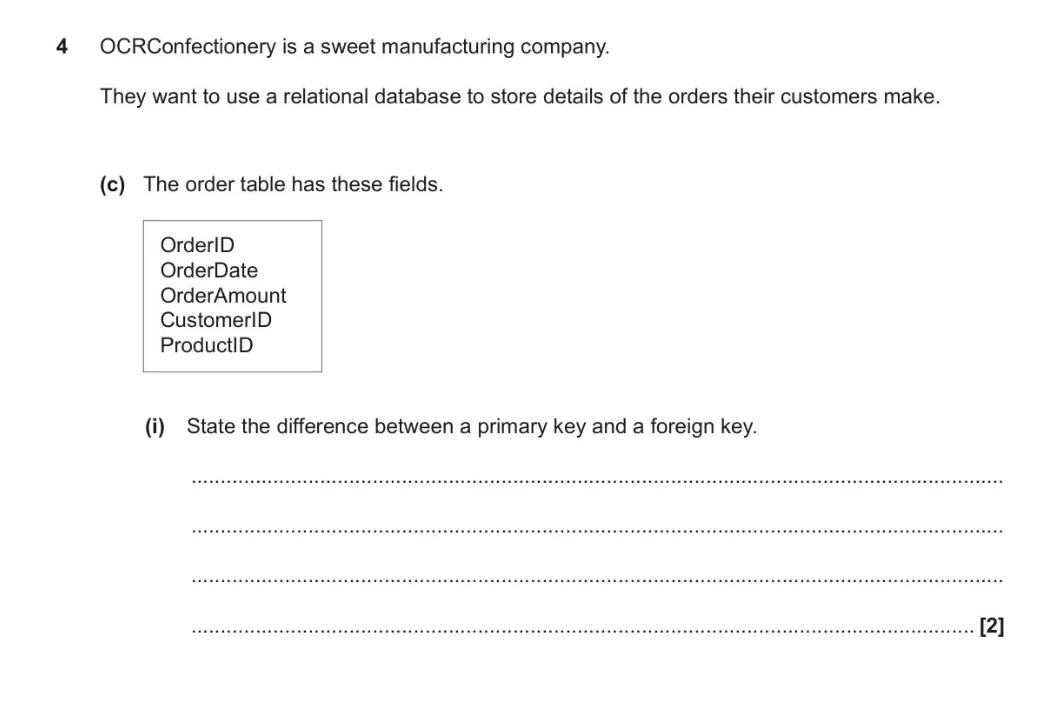 4 OCRConfectionery is a sweet manufacturing company.
They want to use a relational database to store details of the orders their customers make.
(c) The order table has these fields.
OrderID
OrderDate
OrderAmount
CustomerID
ProductID
(i) State the difference between a primary key and a foreign key.
...................................................................................................................................
...................................................................................................................................
...................................................................................................................................
.............................................................................................................................. [2]